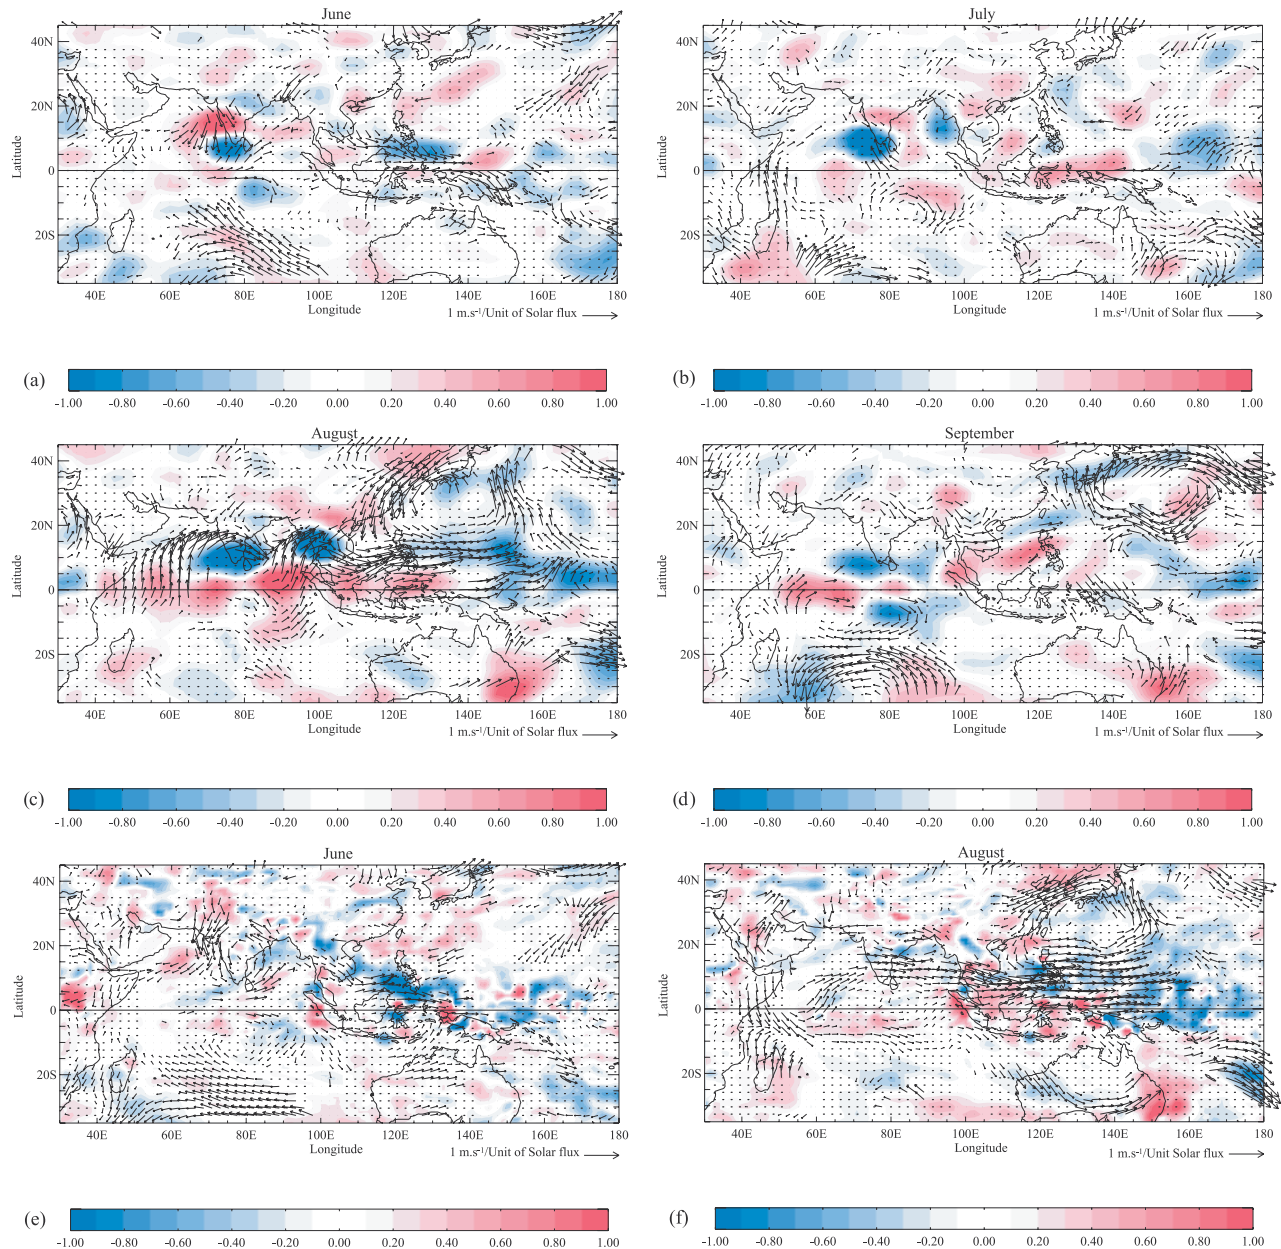 June
40N
20N
0
20S
Latitude
40E 60E 80E 100E 120E 140E 160E 180
Longitude
1 m.s⁻¹/Unit of Solar flux
(a)
-1.00 -0.80 -0.60 -0.40 -0.20 0.00 0.20 0.40 0.60 0.80 1.00
July
40N
20N
0
20S
Latitude
40E 60E 80E 100E 120E 140E 160E 180
Longitude
1 m.s⁻¹/Unit of Solar flux
(b)
-1.00 -0.80 -0.60 -0.40 -0.20 0.00 0.20 0.40 0.60 0.80 1.00
August
40N
20N
0
20S
Latitude
40E 60E 80E 100E 120E 140E 160E 180
Longitude
1 m.s⁻¹/Unit of Solar flux
(c)
-1.00 -0.80 -0.60 -0.40 -0.20 0.00 0.20 0.40 0.60 0.80 1.00
September
40N
20N
0
20S
Latitude
40E 60E 80E 100E 120E 140E 160E 180
Longitude
1 m.s⁻¹/Unit of Solar flux
(d)
-1.00 -0.80 -0.60 -0.40 -0.20 0.00 0.20 0.40 0.60 0.80 1.00
June
40N
20N
0
20S
Latitude
40E 60E 80E 100E 120E 140E 160E 180
Longitude
1 m.s⁻¹/Unit of Solar flux
(e)
-1.00 -0.80 -0.60 -0.40 -0.20 0.00 0.20 0.40 0.60 0.80 1.00
August
40N
20N
0
20S
Latitude
40E 60E 80E 100E 120E 140E 160E 180
Longitude
1 m.s⁻¹/Unit Solar flux
(f)
-1.00 -0.80 -0.60 -0.40 -0.20 0.00 0.20 0.40 0.60 0.80 1.00